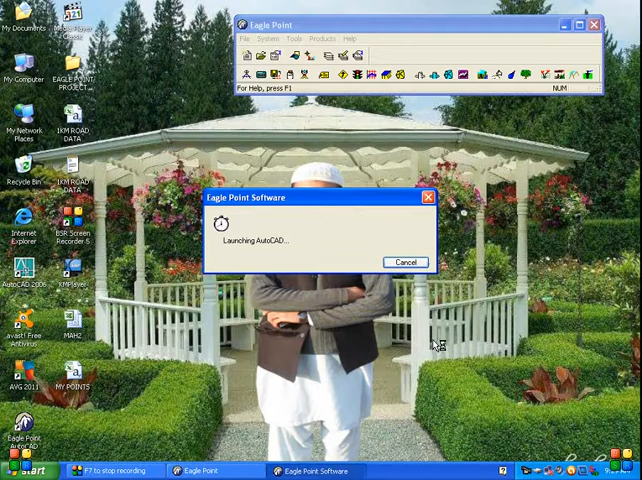 My Documents
Media Player Classic
My Computer
EAGLE POINT PROJECT...
My Network Places
1KM ROAD DATA
Recycle Bin
1KM ROAD DATA
Internet Explorer
BSR Screen Recorder 5
AutoCAD 2006
KMPlayer
avast! Free Antivirus
MAH2
AVG 2011
MY POINTS
Eagle Point AutoCAD
Eagle Point
File System Tools Products Help
For Help, press F1
NUM
Eagle Point Software
Launching AutoCAD...
Cancel
start
F7 to stop recording
Eagle Point
Eagle Point Software